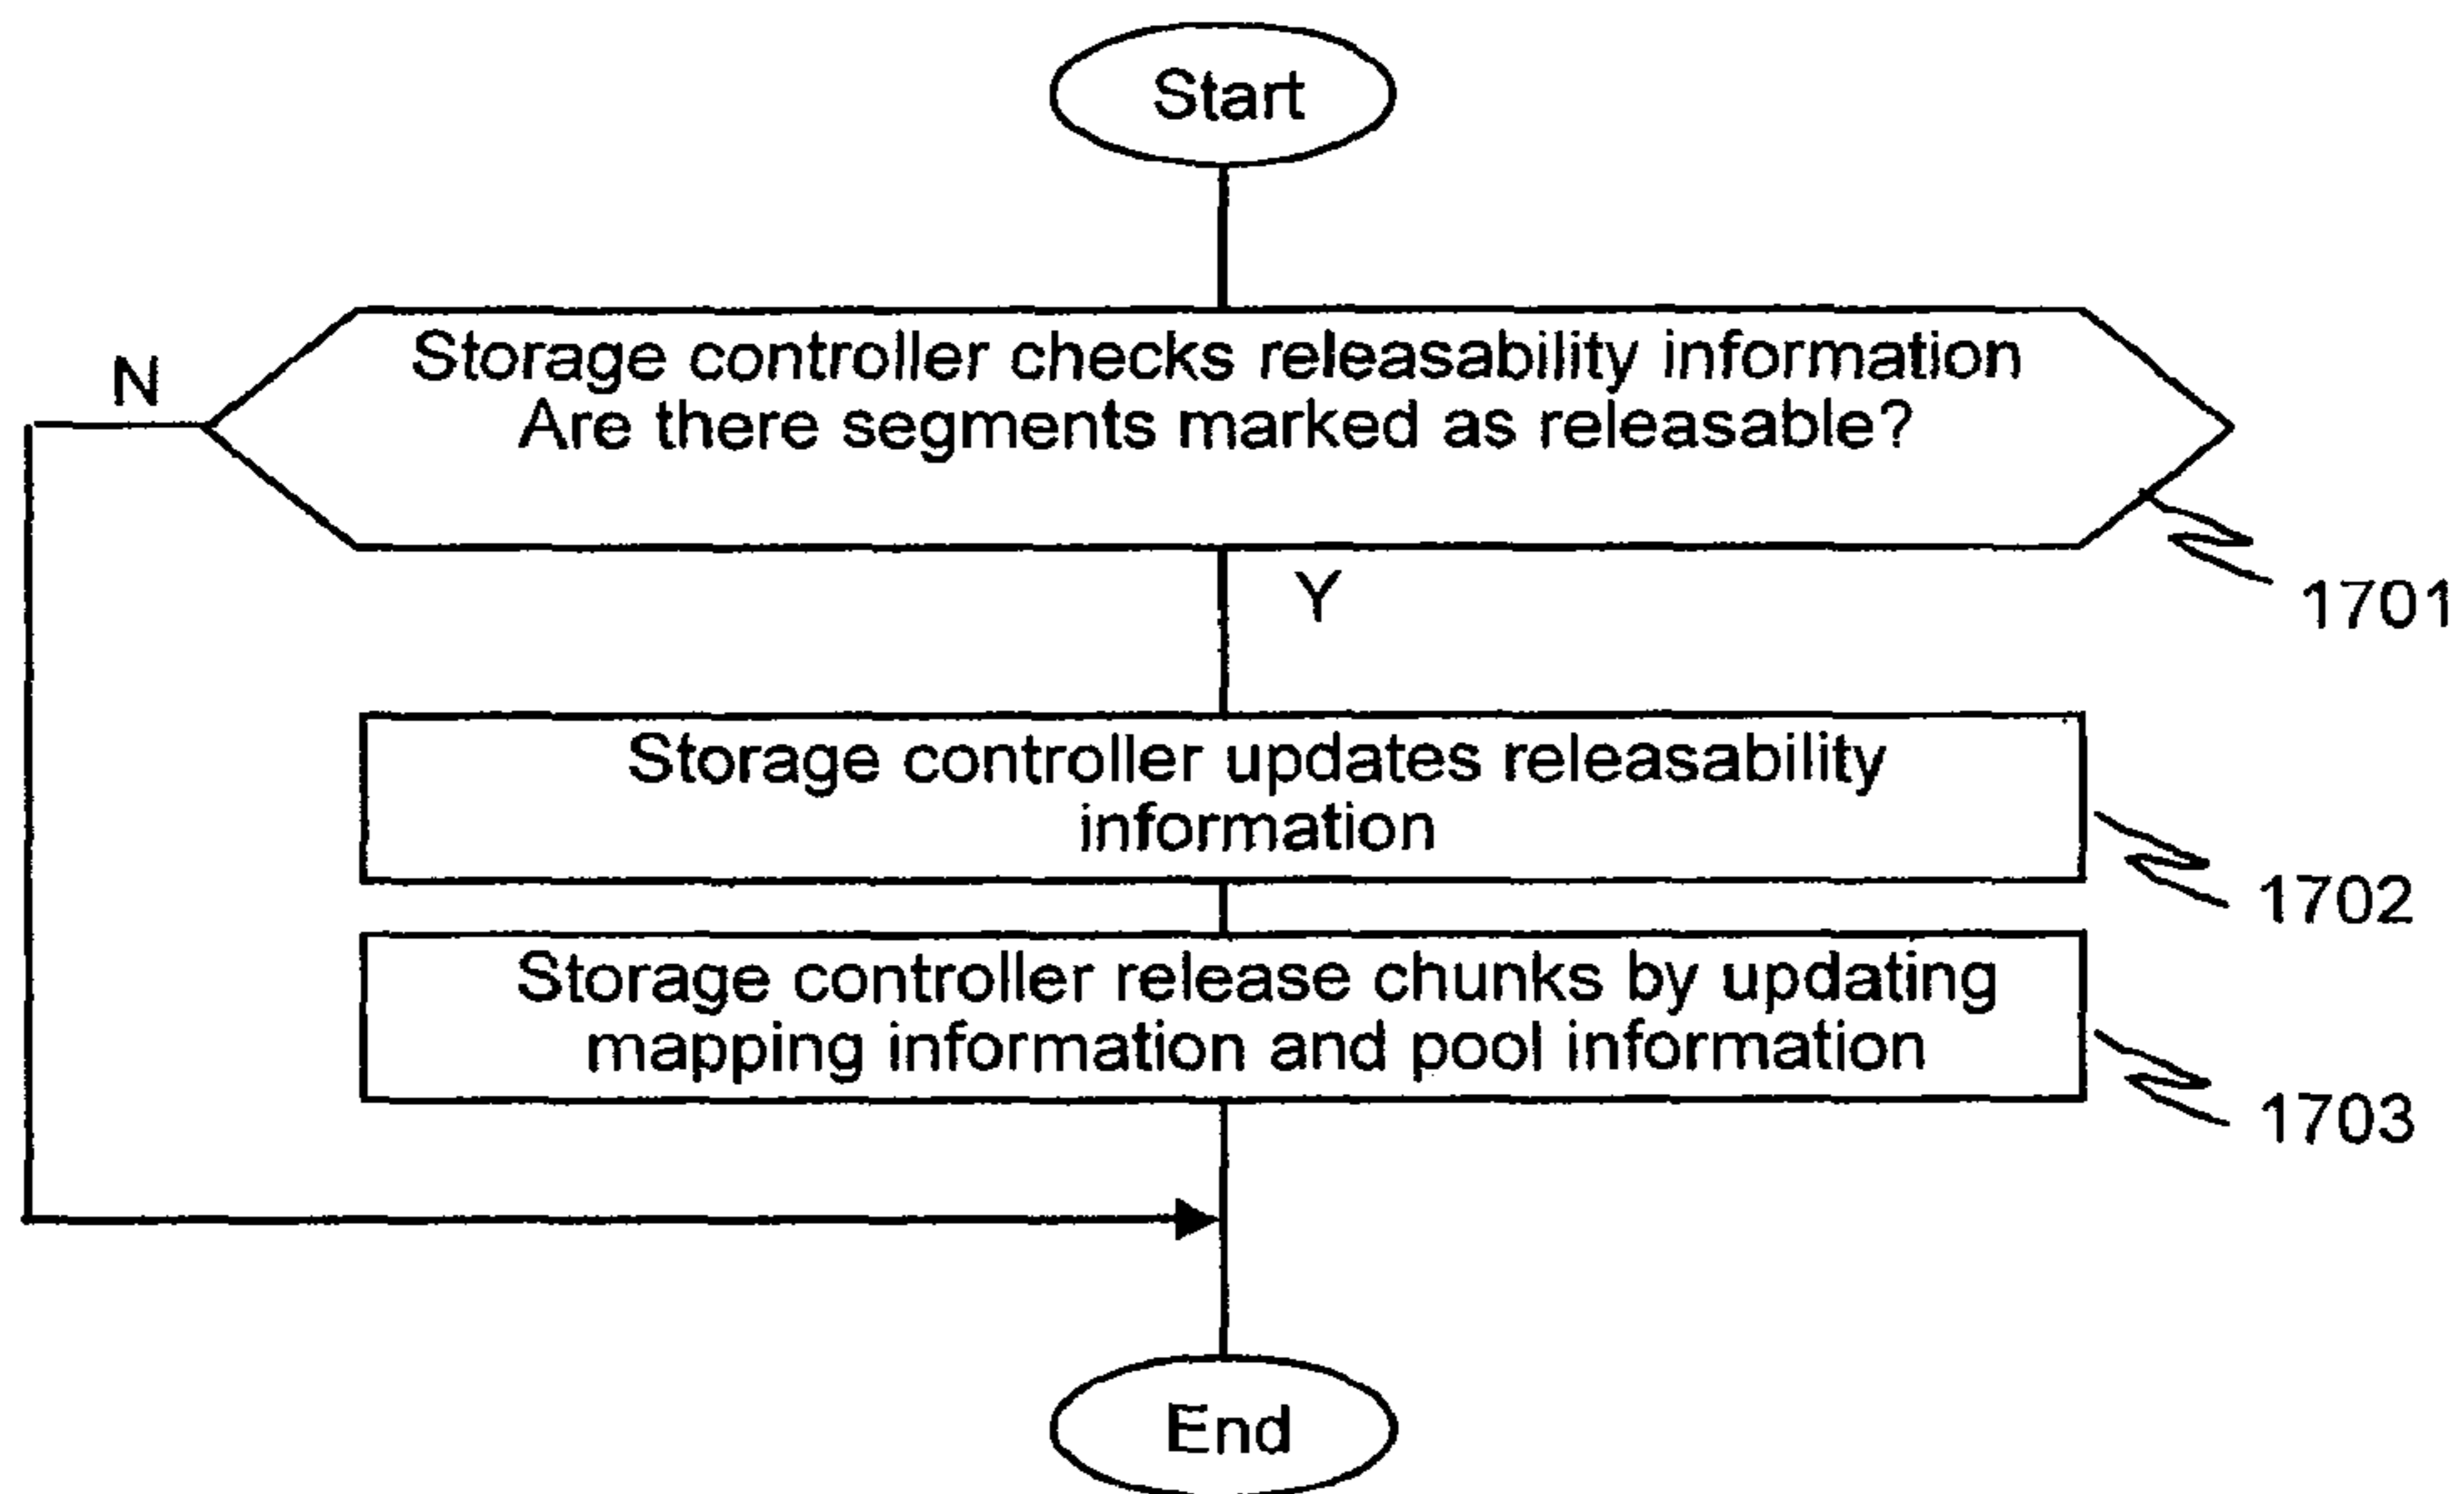 Start
Storage controller checks releasability information
Are there segments marked as releasable?
N
Y
1701
Storage controller updates releasability
information
1702
Storage controller release chunks by updating
mapping information and pool information
1703
End